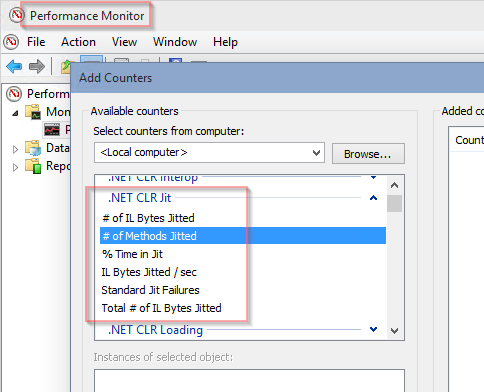 Performance Monitor
File Action View Window Help
Add Counters
Perform
Mon
P
Data
Repo
Available counters
Select counters from computer:
<Local computer>
Browse...
.NET CLR Interop
.NET CLR Jit
# of IL Bytes Jitted
# of Methods Jitted
% Time in Jit
IL Bytes Jitted / sec
Standard Jit Failures
Total # of IL Bytes Jitted
.NET CLR Loading
Instances of selected object:
Added co
Count